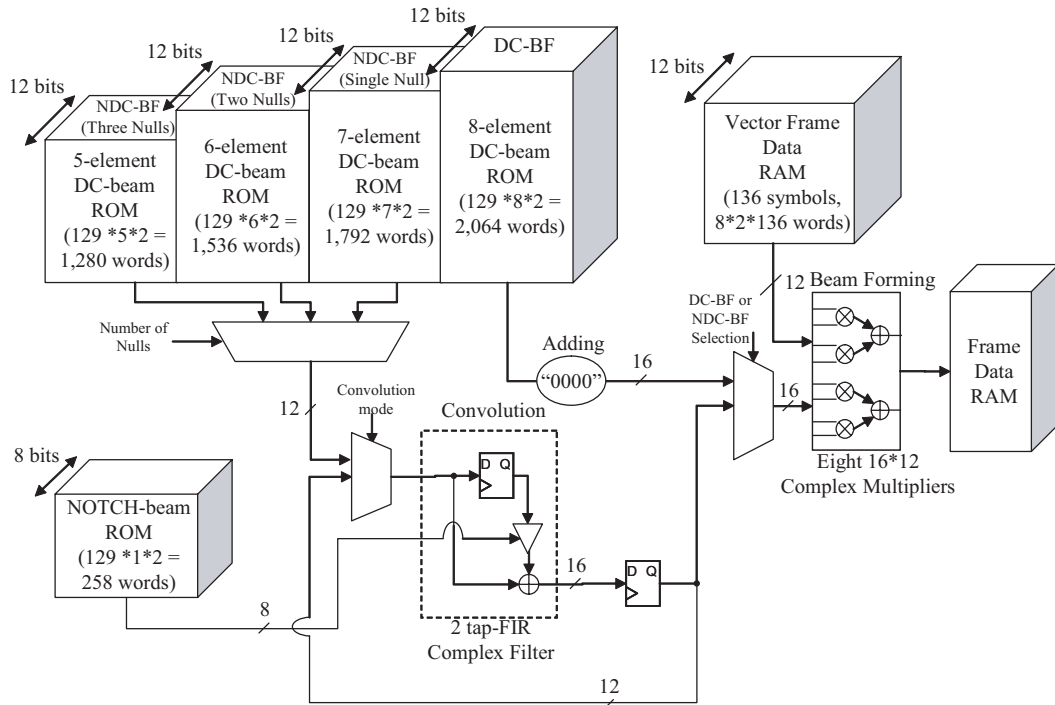 12 bits
12 bits
12 bits
12 bits
NDC-BF
(Three Nulls)
NDC-BF
(Two Nulls)
NDC-BF
(Single Null)
DC-BF
5-element
DC-beam
ROM
(129 *5*2 =
1,280 words)
6-element
DC-beam
ROM
(129 *6*2 =
1,536 words)
7-element
DC-beam
ROM
(129 *7*2 =
1,792 words)
8-element
DC-beam
ROM
(129 *8*2 =
2,064 words)
12 bits
Vector Frame
Data
RAM
(136 symbols,
8*2*136 words)
Number of
Nulls
12
Adding
"0000"
16
DC-BF or
NDC-BF
Selection
12
16
Beam Forming
Eight 16*12
Complex Multipliers
Frame
Data
RAM
Convolution
mode
Convolution
D Q
16
D Q
2 tap-FIR
Complex Filter
8 bits
NOTCH-beam
ROM
(129 *1*2 =
258 words)
8
12